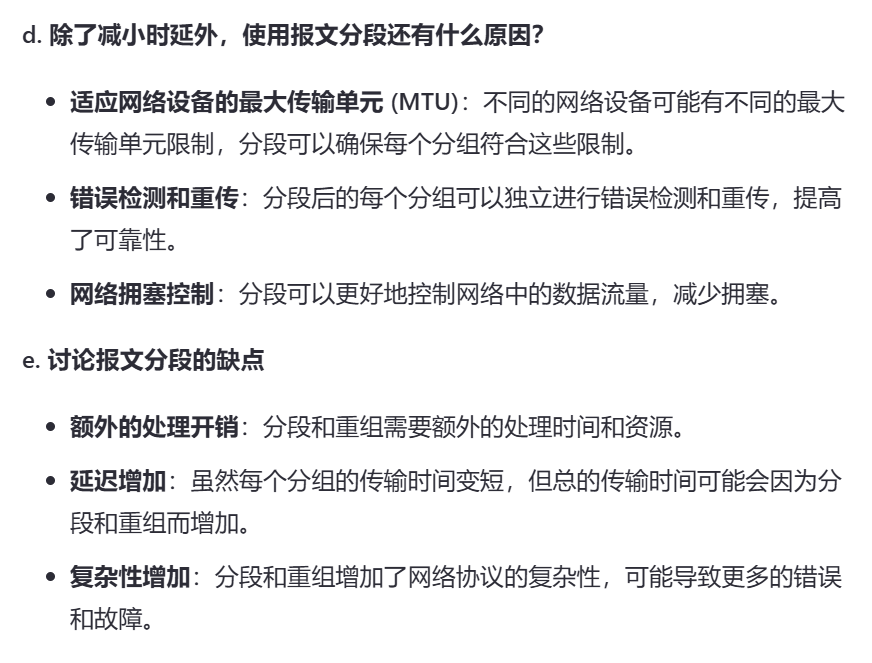 d. 除了减小时延外，使用报文分段还有什么原因？
• 适应网络设备的最大传输单元 (MTU)：不同的网络设备可能有不同的最大
传输单元限制，分段可以确保每个分组符合这些限制。
• 错误检测和重传：分段后的每个分组可以独立进行错误检测和重传，提高
了可靠性。
• 网络拥塞控制：分段可以更好地控制网络中的数据流量，减少拥塞。
e. 讨论报文分段的缺点
• 额外的处理开销：分段和重组需要额外的处理时间和资源。
• 延迟增加：虽然每个分组的传输时间变短，但总的传输时间可能会因为分
段和重组而增加。
• 复杂性增加：分段和重组增加了网络协议的复杂性，可能导致更多的错误
和故障。